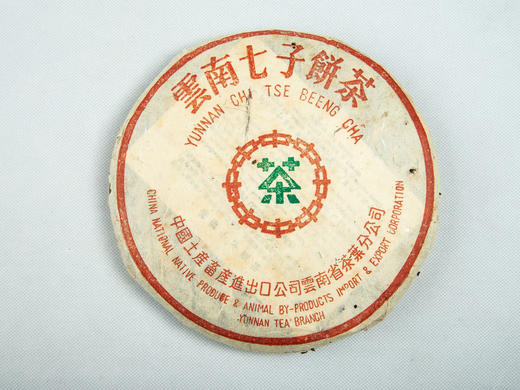 雲南七子餅茶
YUNNAN CHI TSE BEENG CHA
茶
中國土產畜產進出口公司雲南省茶葉分公司
CHINA NATIONAL NATIVE PRODUCE & ANIMAL BY-PRODUCTS IMPORT & EXPORT CORPORATION
YUNNAN TEA BRANCH